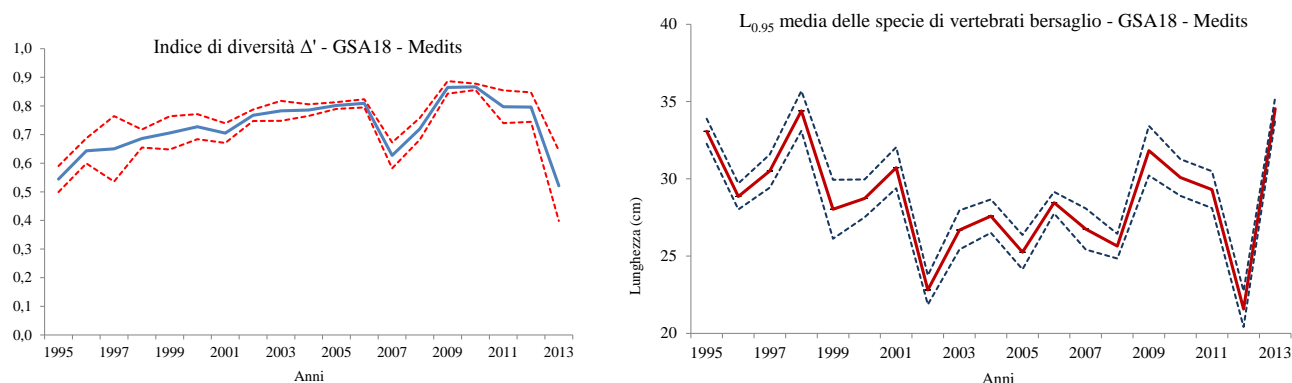 Indice di diversità Δ' - GSA18 - Medits
1,0
0,9
0,8
0,7
0,6
0,5
0,4
0,3
0,2
0,1
0,0
1995 1997 1999 2001 2003 2005 2007 2009 2011 2013
Anni
L0.95 media delle specie di vertebrati bersaglio - GSA18 - Medits
40
35
30
25
20
Lunghezza (cm)
1995 1997 1999 2001 2003 2005 2007 2009 2011 2013
Anni